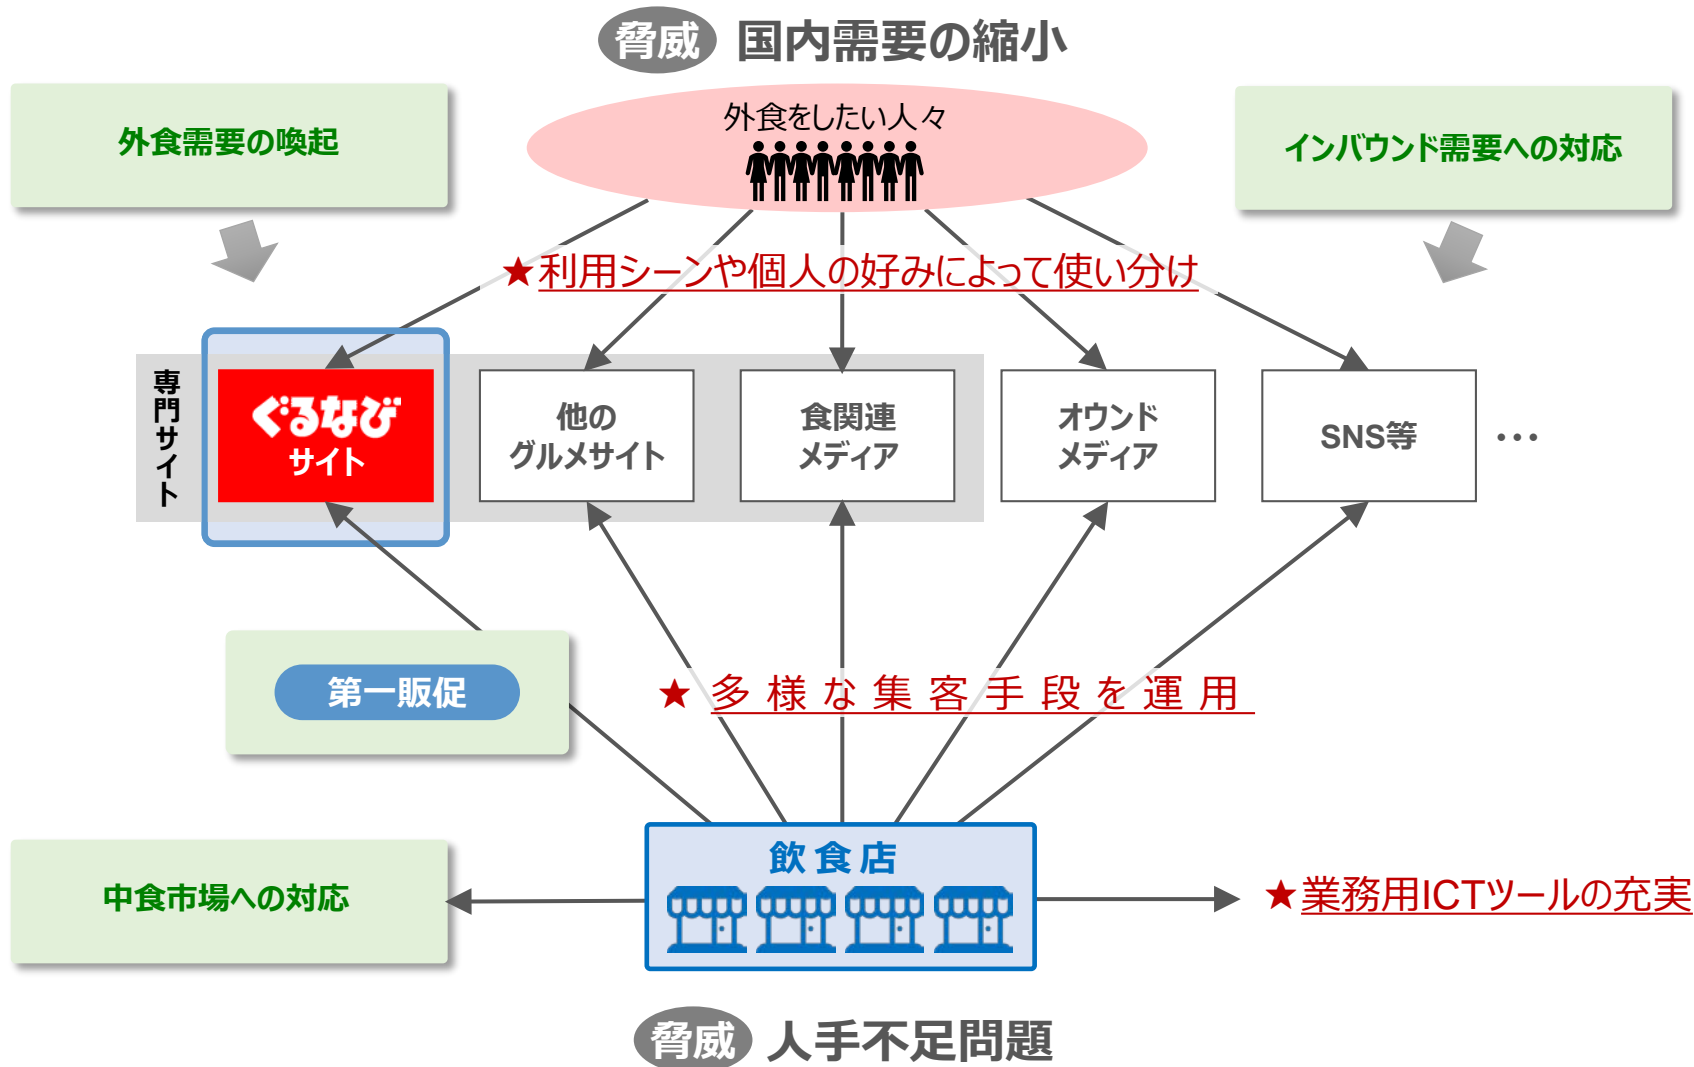 脅威 国内需要の縮小
外食需要の喚起
外食をしたい人々
インバウンド需要への対応
★利用シーンや個人の好みによって使い分け
専門サイト
ぐるなび
サイト
他の
グルメサイト
食関連
メディア
オウンド
メディア
SNS等
…
第一販促
★ 多様な集客手段を運用
飲食店
中食市場への対応
★業務用ICTツールの充実
脅威 人手不足問題